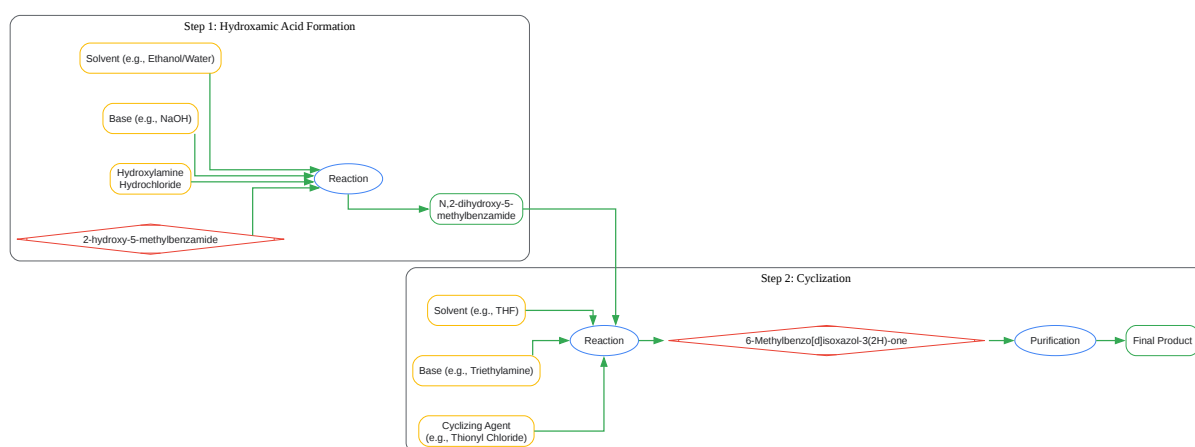 Step 1: Hydroxamic Acid Formation
Solvent (e.g., Ethanol/Water)
Base (e.g., NaOH)
Hydroxylamine
Hydrochloride
Reaction
2-hydroxy-5-methylbenzamide
N,2-dihydroxy-5-
methylbenzamide
Step 2: Cyclization
Solvent (e.g., THF)
Base (e.g., Triethylamine)
Cyclizing Agent
(e.g., Thionyl Chloride)
Reaction
6-Methylbenzo[d]isoxazol-3(2H)-one
Purification
Final Product